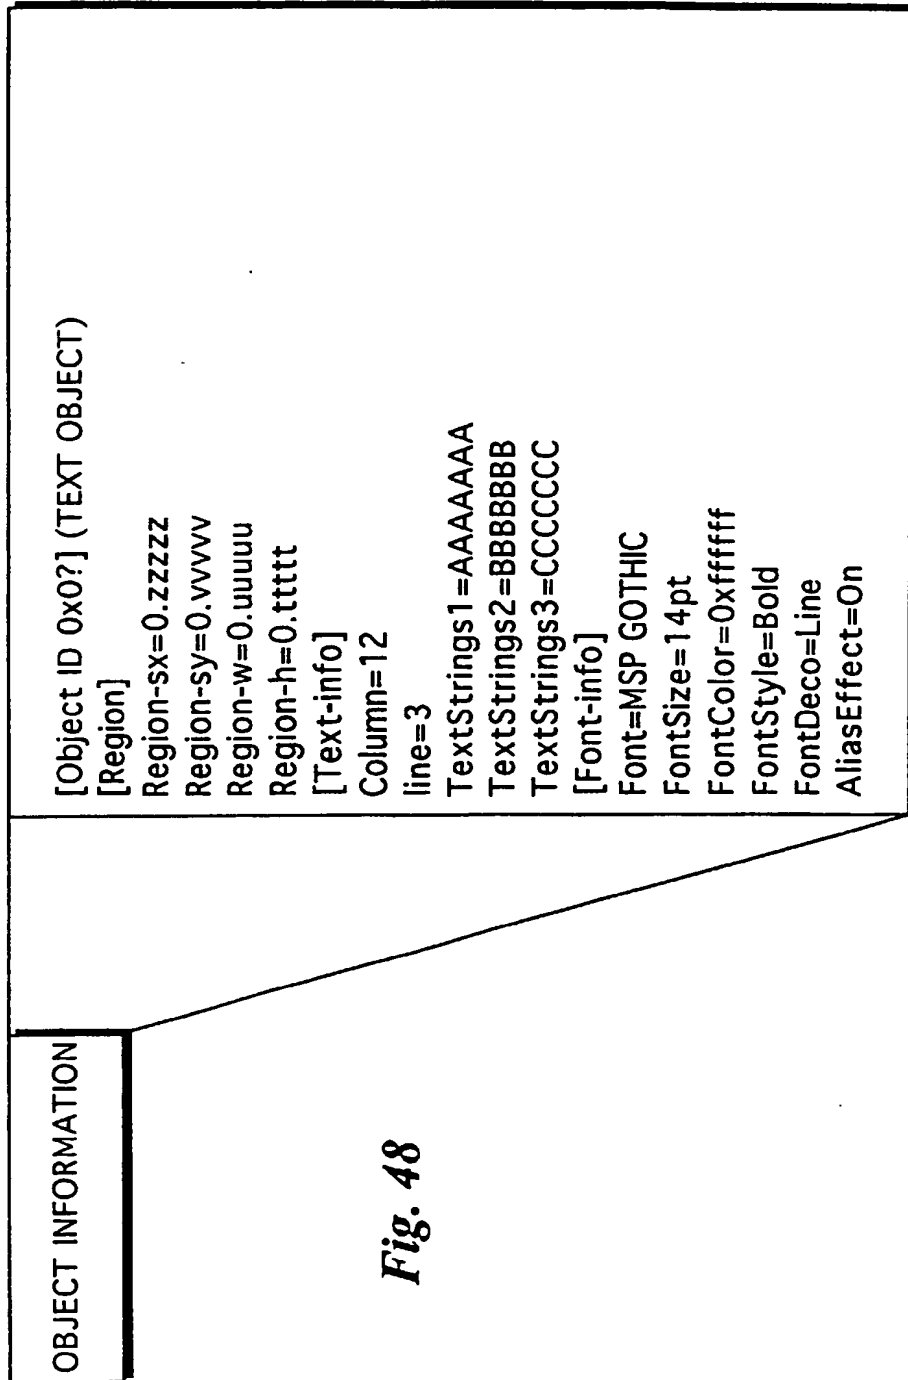 OBJECT INFORMATION
[Object ID 0x0?] (TEXT OBJECT)
[Region]
Region-sx=0.zzzzz
Region-sy=0.vvvvv
Region-w=0.uuuuu
Region-h=0.ttttt
[Text-info]
Column=12
line=3
TextStrings1=AAAAAAA
TextStrings2=BBBBBBB
TextStrings3=CCCCCCC
[Font-info]
Font=MSP GOTHIC
FontSize=14pt
FontColor=0xffffff
FontStyle=Bold
FontDeco=Line
AliasEffect=On
Fig. 48